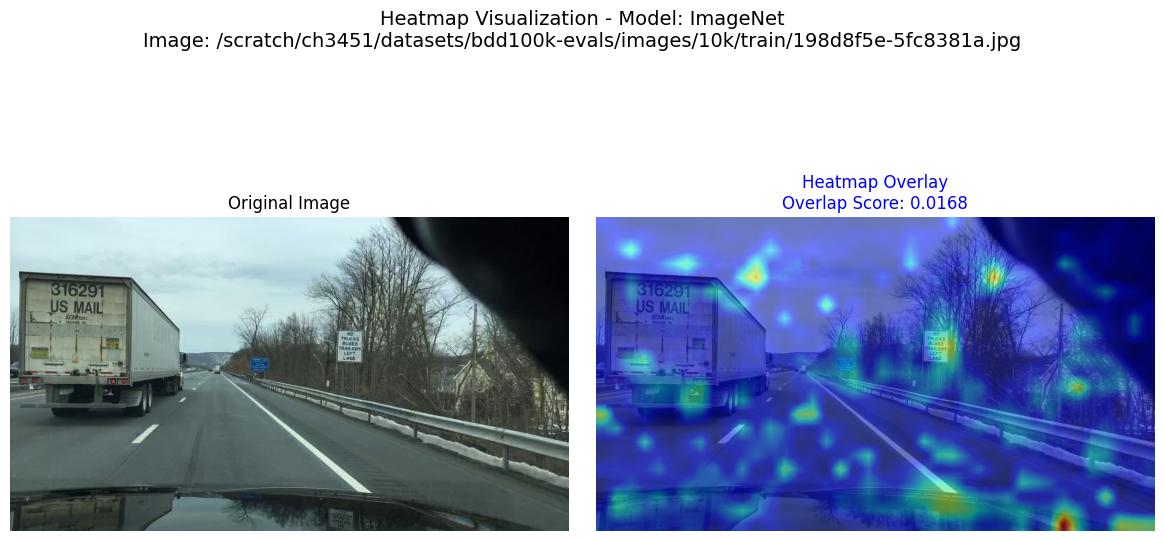 Heatmap Visualization - Model: ImageNet
Image: /scratch/ch3451/datasets/bdd100k-evals/images/10k/train/198d8f5e-5fc8381a.jpg
Original Image
Heatmap Overlay
Overlap Score: 0.0168
316291
US MAIL
NO
TRUCKS
BUSES
TRAILERS
LEFT
LANE
316291
US MAIL